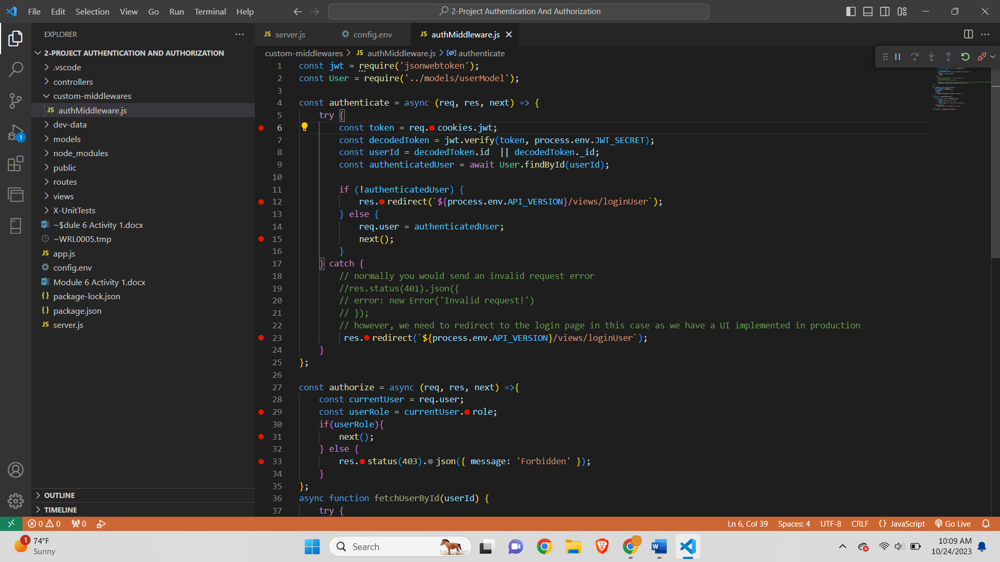 File Edit Selection View Go Run Terminal Help
2-Project Authentication And Authorization
EXPLORER
2-PROJECT AUTHENTICATION AND AUTHORIZATION
.vscode
controllers
custom-middlewares
JS authMiddleware.js
dev-data
models
node_modules
public
routes
views
X-UnitTests
~$dule 6 Activity 1.docx
~WRL0005.tmp
JS app.js
config.env
Module 6 Activity 1.docx
{} package-lock.json
{} package.json
JS server.js
OUTLINE
TIMELINE
1
JS server.js
config.env
JS authMiddleware.js
custom-middlewares > JS authMiddleware.js > authenticate
1 const jwt = require('jsonwebtoken');
2 const User = require('../models/userModel');
3
4 const authenticate = async (req, res, next) => {
5 try {
6 const token = req.cookies.jwt;
7 const decodedToken = jwt.verify(token, process.env.JWT_SECRET);
8 const userId = decodedToken.id  || decodedToken._id;
9 const authenticatedUser = await User.findById(userId);
10
11 if (!authenticatedUser) {
12 res.redirect(`${process.env.API_VERSION}/views/loginUser`);
13 } else {
14 req.user = authenticatedUser;
15 next();
16 }
17 } catch {
18 // normally you would send an invalid request error
19 //res.status(401).json({
20 // error: new Error('Invalid request!')
21 // });
22 // however, we need to redirect to the login page in this case as we have a UI implemented in production
23 res.redirect(`${process.env.API_VERSION}/views/loginUser`);
24 }
25 };
26
27 const authorize = async (req, res, next) =>{
28 const currentUser = req.user;
29 const userRole = currentUser.role;
30 if(userRole){
31 next();
32 } else {
33 res.status(403).json({ message: 'Forbidden' });
34 }
35 };
36 async function fetchUserById(userId) {
37 try {
0 0 0
Ln 6, Col 39 Spaces: 4 UTF-8 CRLF {} JavaScript Go Live
1
74°F
Sunny
Search
10:09 AM
10/24/2023